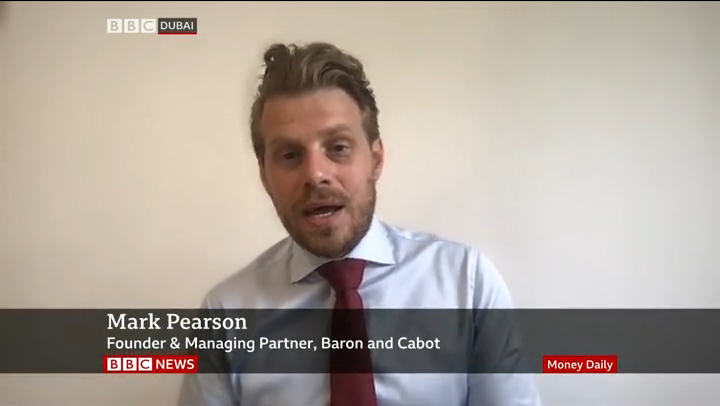 BBC DUBAI
Mark Pearson
Founder & Managing Partner, Baron and Cabot
BBC NEWS
Money Daily